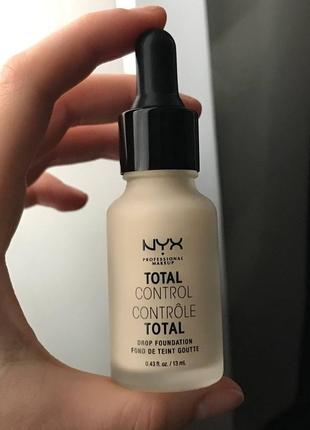 NYX
PROFESSIONAL
MAKEUP
TOTAL
CONTROL
CONTRÔLE
TOTAL
DROP FOUNDATION
FOND DE TEINT GOUTTE
0.43 fl. oz. / 13 mL